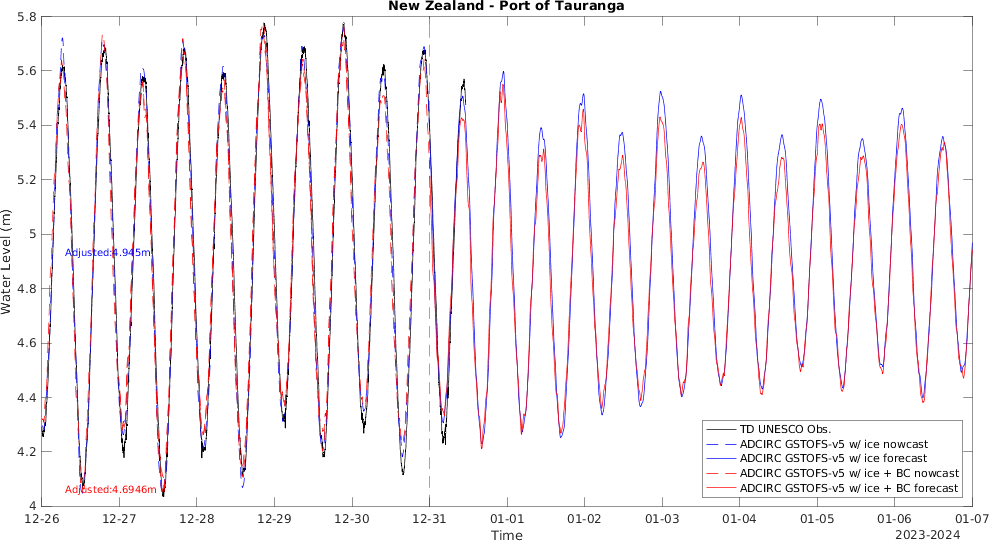 New Zealand - Port of Tauranga
5.8
5.6
5.4
5.2
5
4.8
4.6
4.4
4.2
4
Water Level (m)
Adjusted:4.945m
Adjusted:4.6946m
TD UNESCO Obs.
ADCIRC GSTOFS-v5 w/ ice nowcast
ADCIRC GSTOFS-v5 w/ ice forecast
ADCIRC GSTOFS-v5 w/ ice + BC nowcast
ADCIRC GSTOFS-v5 w/ ice + BC forecast
12-26 12-27 12-28 12-29 12-30 12-31 01-01 01-02 01-03 01-04 01-05 01-06 01-07
Time
2023-2024